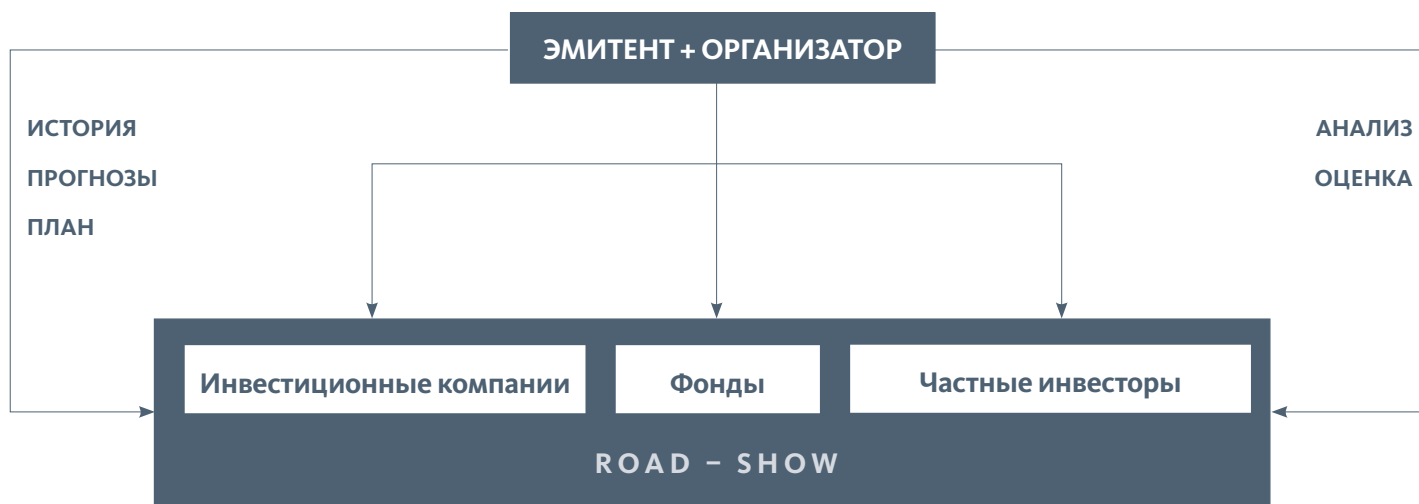 ЭМИТЕНТ + ОРГАНИЗАТОР
ИСТОРИЯ
ПРОГНОЗЫ
ПЛАН
АНАЛИЗ
ОЦЕНКА
Инвестиционные компании
Фонды
Частные инвесторы
ROAD – SHOW